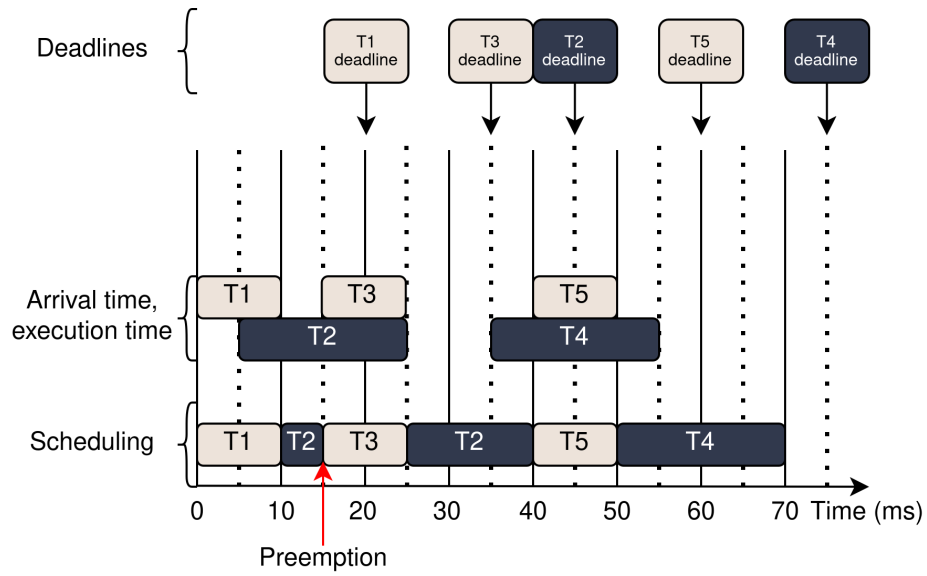 Deadlines
T1
deadline
T3
deadline
T2
deadline
T5
deadline
T4
deadline
Arrival time,
execution time
T1
T3
T5
T2
T4
Scheduling
T1
T2
T3
T2
T5
T4
0
10
20
30
40
50
60
70
Time (ms)
Preemption